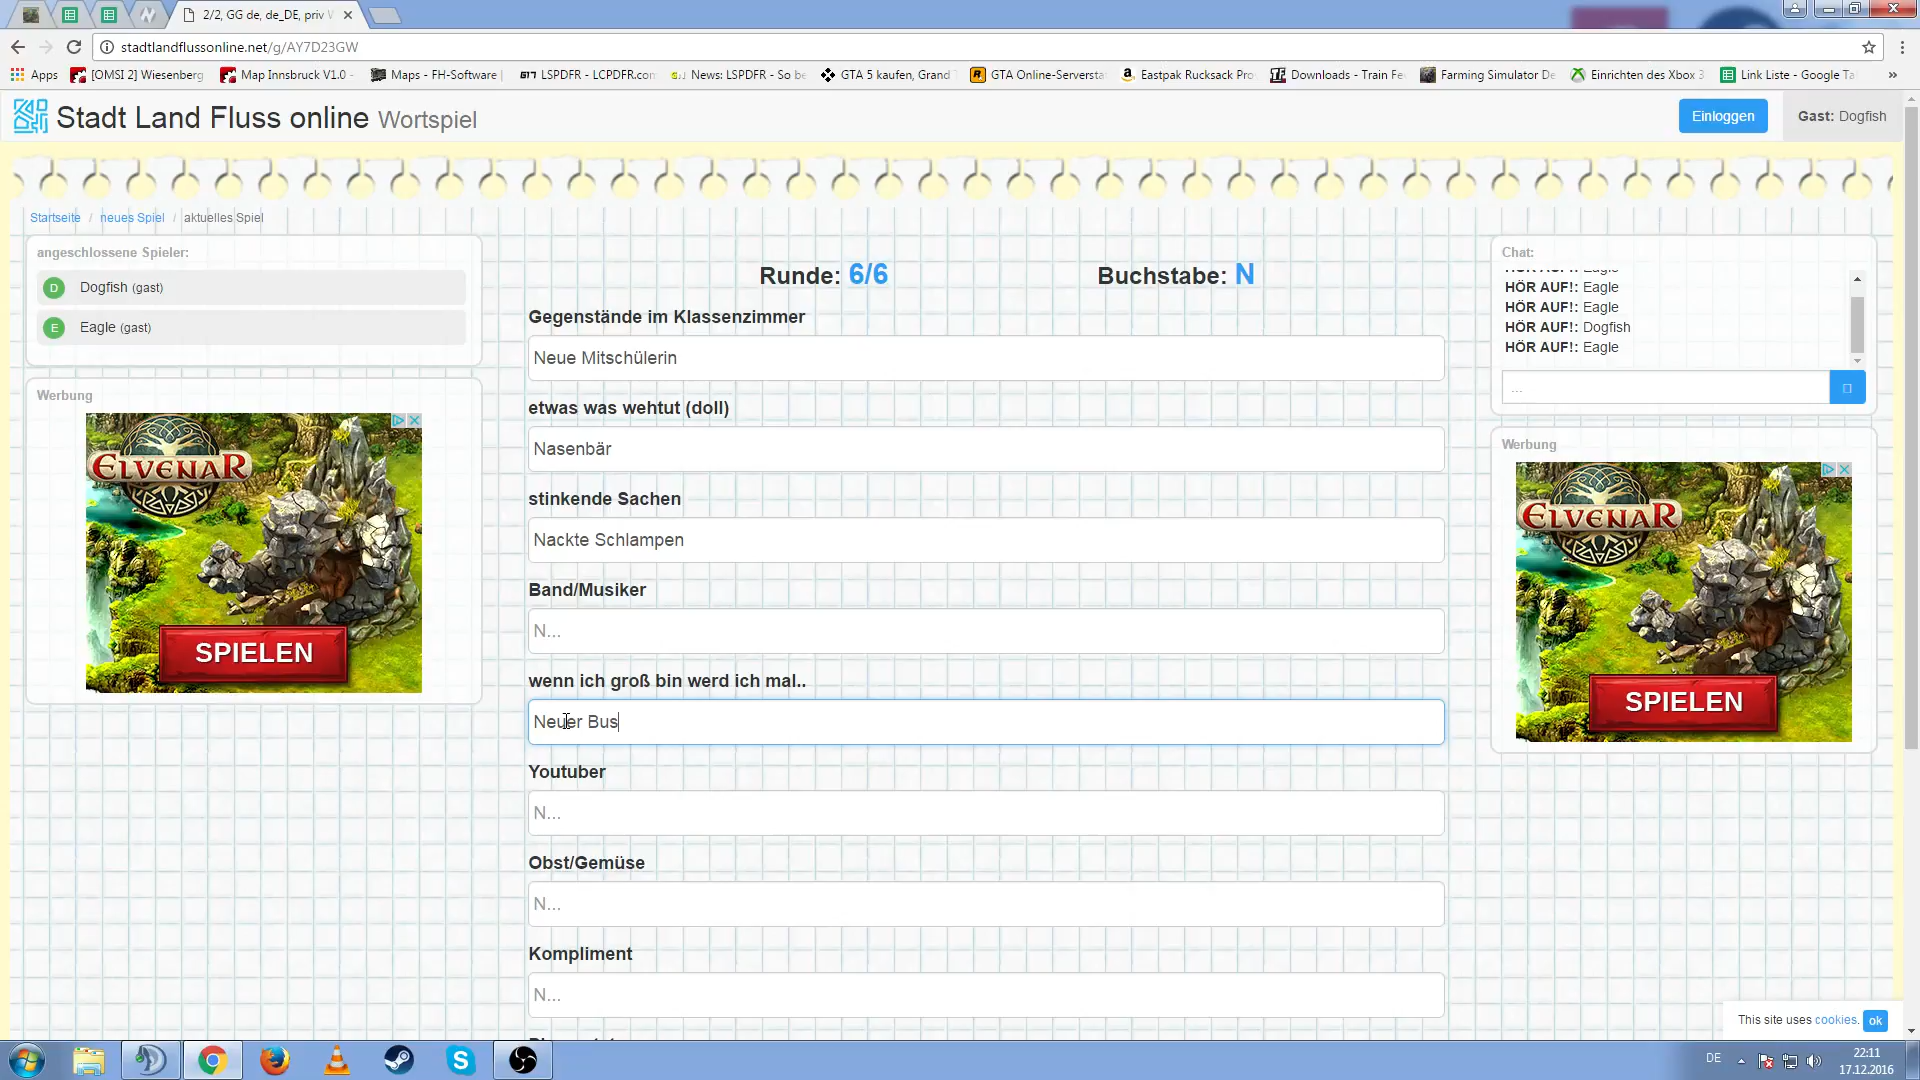 2/2, GG de, de_DE, priv W
stadtlandflussonline.net/g/AY7D23GW
Apps [OMSI 2] Wiesenberg Map Innsbruck V1.0 - Maps - FH-Software LSPDFR - LCPDFR.con News: LSPDFR - So be GTA 5 kaufen, Grand GTA Online-Serversta Eastpak Rucksack Pro Downloads - Train Fe Farming Simulator De Einrichten des Xbox 3 Link Liste - Google Ta »
Stadt Land Fluss online Wortspiel
Einloggen
Gast: Dogfish
Startseite / neues Spiel / aktuelles Spiel
angeschlossene Spieler:
D Dogfish (gast)
E Eagle (gast)
Werbung
ELVENAR
SPIELEN
Runde: 6/6
Buchstabe: N
Gegenstände im Klassenzimmer
Neue Mitschülerin
etwas was wehtut (doll)
Nasenbär
stinkende Sachen
Nackte Schlampen
Band/Musiker
N...
wenn ich groß bin werd ich mal..
Neuer Bus
Youtuber
N...
Obst/Gemüse
N...
Kompliment
N...
Chat:
HÖR AUF!: Eagle
HÖR AUF!: Eagle
HÖR AUF!: Eagle
HÖR AUF!: Dogfish
HÖR AUF!: Eagle
...
Werbung
ELVENAR
SPIELEN
This site uses cookies. ok
DE
22:11
17.12.2016